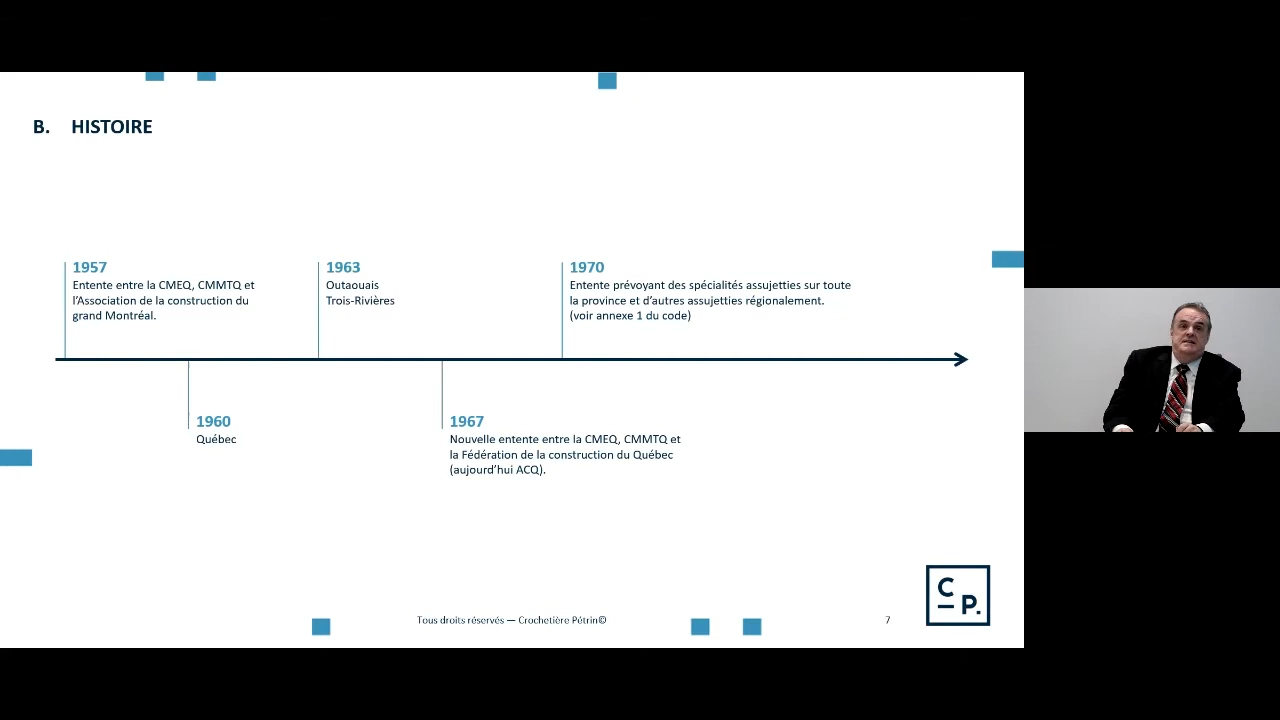 B. HISTOIRE
1957
Entente entre la CMEQ, CMMTQ et
l’Association de la construction du
grand Montréal.
1963
Outaouais
Trois-Rivières
1970
Entente prévoyant des spécialités assujetties sur toute
la province et d’autres assujetties régionalement.
(voir annexe 1 du code)
1960
Québec
1967
Nouvelle entente entre la CMEQ, CMMTQ et
la Fédération de la construction du Québec
(aujourd’hui ACQ).
Tous droits réservés — Crochetière Pétrin©
7
C
P.